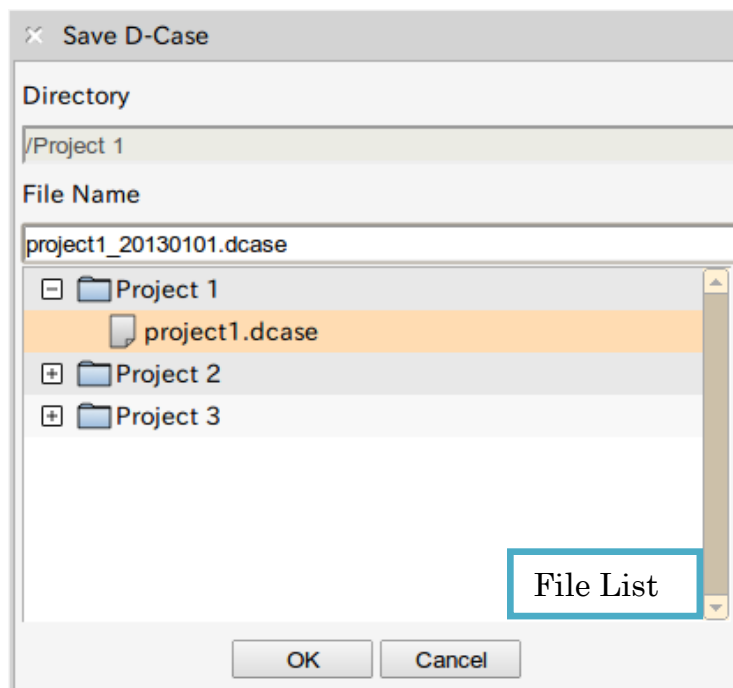 Save D-Case
Directory
/Project 1
File Name
project1_20130101.dcase
Project 1
project1.dcase
Project 2
Project 3
File List
OK Cancel